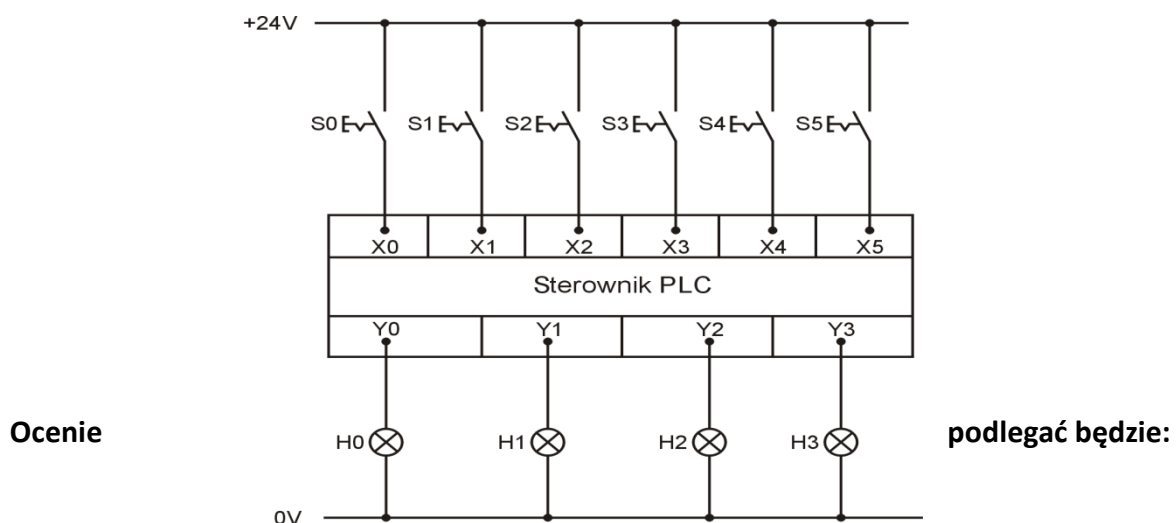 +24V
S0 S1 S2 S3 S4 S5
X0 X1 X2 X3 X4 X5
Sterownik PLC
Y0 Y1 Y2 Y3
Ocenie H0 H1 H2 H3 podlegać będzie:
0V